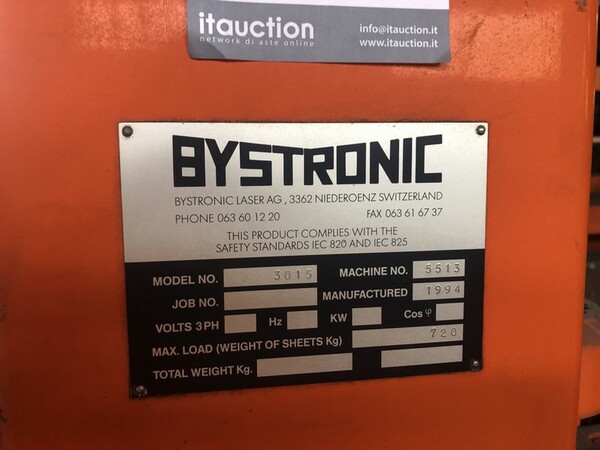 itauction
network di aste online
info@itauction.it
www.itauction.it
BYSTRONIC
BYSTRONIC LASER AG , 3362 NIEDEROENZ SWITZERLAND
PHONE 063 60 12 20 FAX 063 61 67 37
THIS PRODUCT COMPLIES WITH THE
SAFETY STANDARDS IEC 820 AND IEC 825
MODEL NO. 3015 MACHINE NO. 5513
JOB NO. MANUFACTURED 1994
VOLTS 3PH Hz KW Cos φ
MAX. LOAD (WEIGHT OF SHEETS Kg) 720
TOTAL WEIGHT Kg.